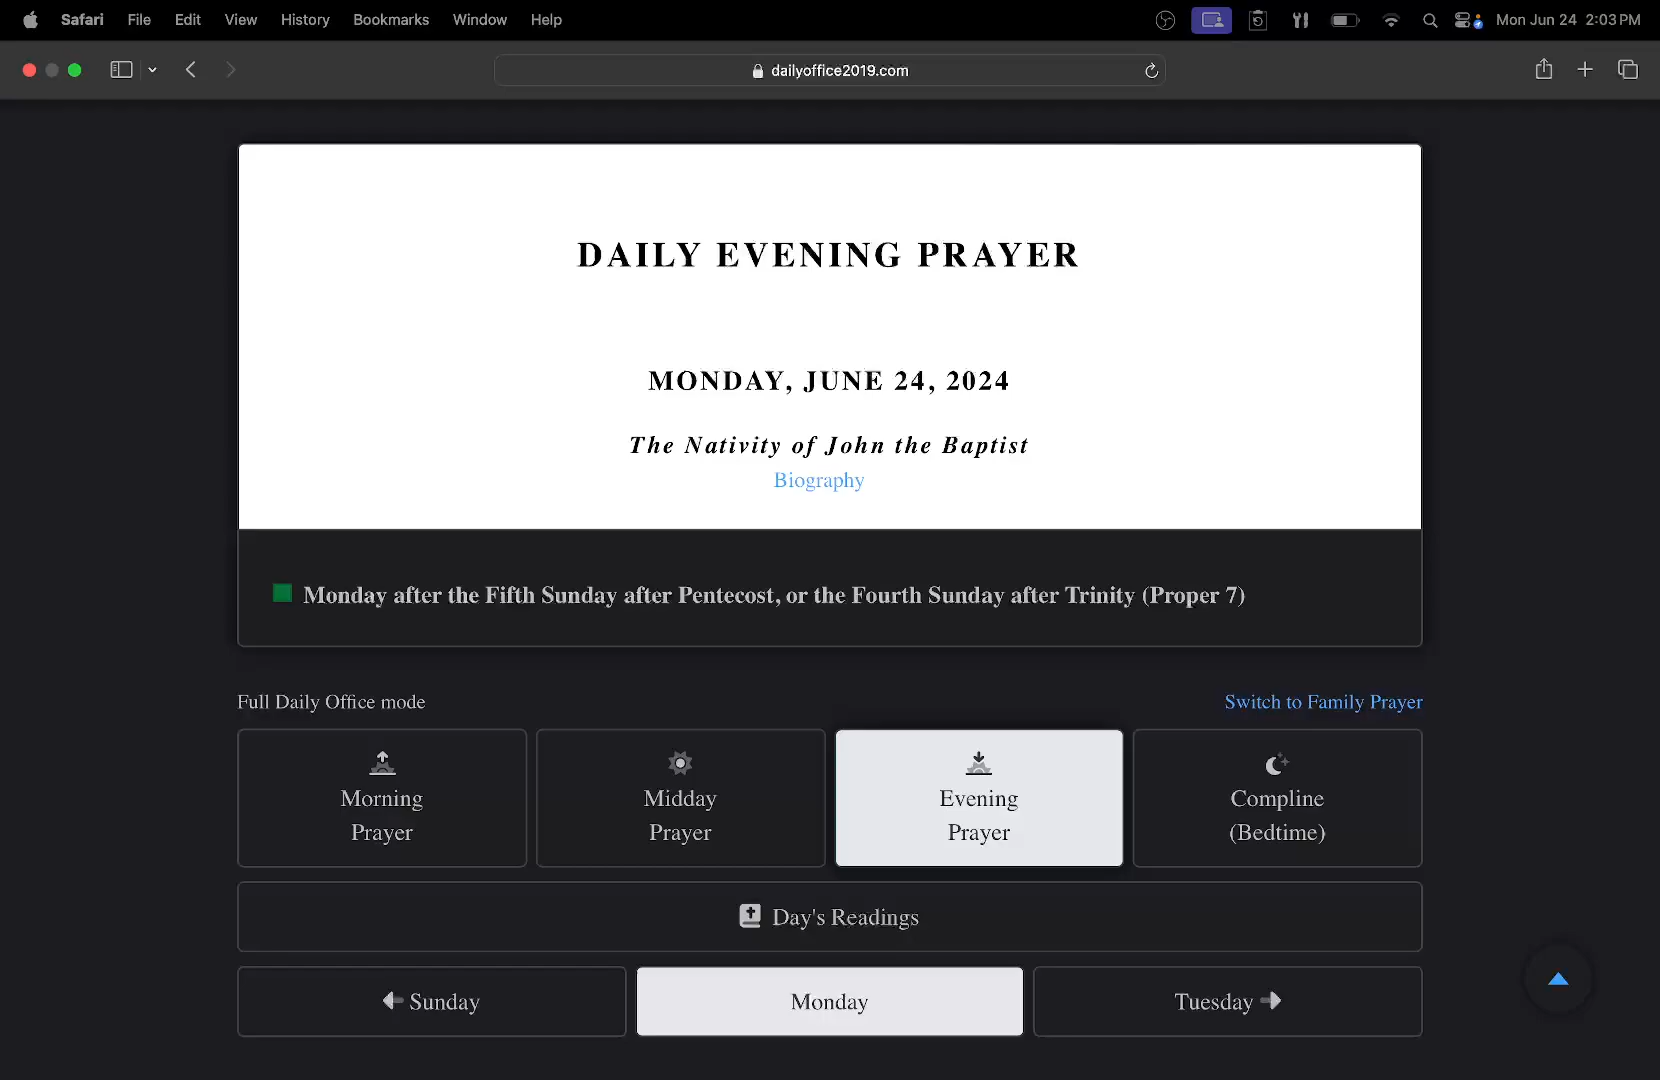 Safari File Edit View History Bookmarks Window Help Mon Jun 24 2:03 PM
dailyoffice2019.com
DAILY EVENING PRAYER
MONDAY, JUNE 24, 2024
The Nativity of John the Baptist
Biography
Monday after the Fifth Sunday after Pentecost, or the Fourth Sunday after Trinity (Proper 7)
Full Daily Office mode
Switch to Family Prayer
Morning
Prayer
Midday
Prayer
Evening
Prayer
Compline
(Bedtime)
Day's Readings
Sunday
Monday
Tuesday